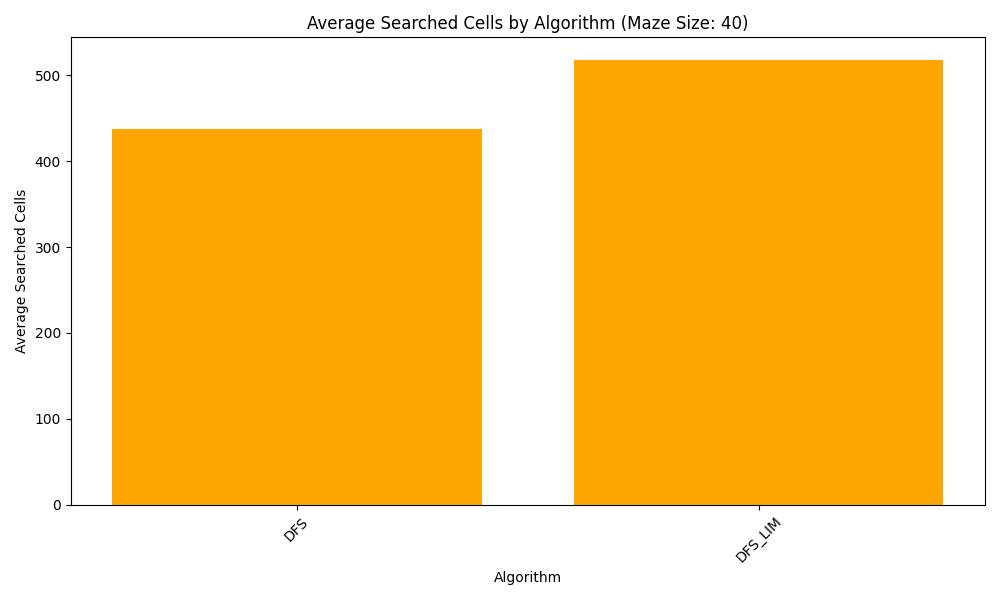 Average Searched Cells by Algorithm (Maze Size: 40)
Average Searched Cells
500
400
300
200
100
0
DFS
DFS_LIM
Algorithm